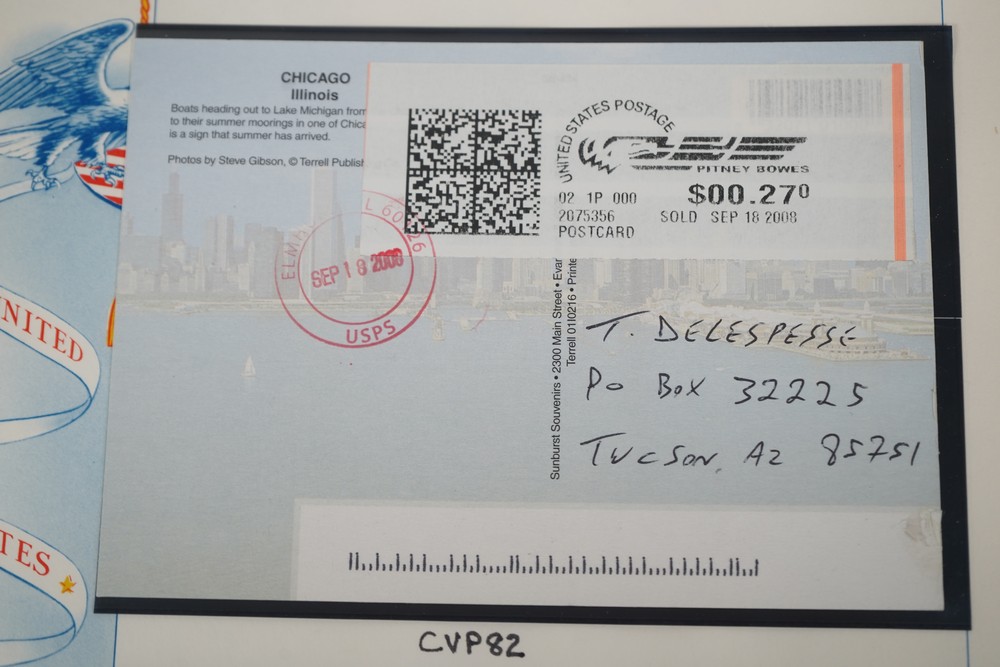 CHICAGO
Illinois
Boats heading out to Lake Michigan from
to their summer moorings in one of Chica
is a sign that summer has arrived.
Photos by Steve Gibson, © Terrell Publish
UNITED STATES POSTAGE
PITNEY BOWES
02 1P 000
$00.270
2075356
SOLD SEP 18 2008
POSTCARD
SEP 18 2008
USPS
Sunburst Souvenirs • 2300 Main Street • Evan
Terrell 01I0216 • Printe
T. DELESPESSE
PO BOX 32225
TUCSON, AZ 85751
NITED
TES
CVP82